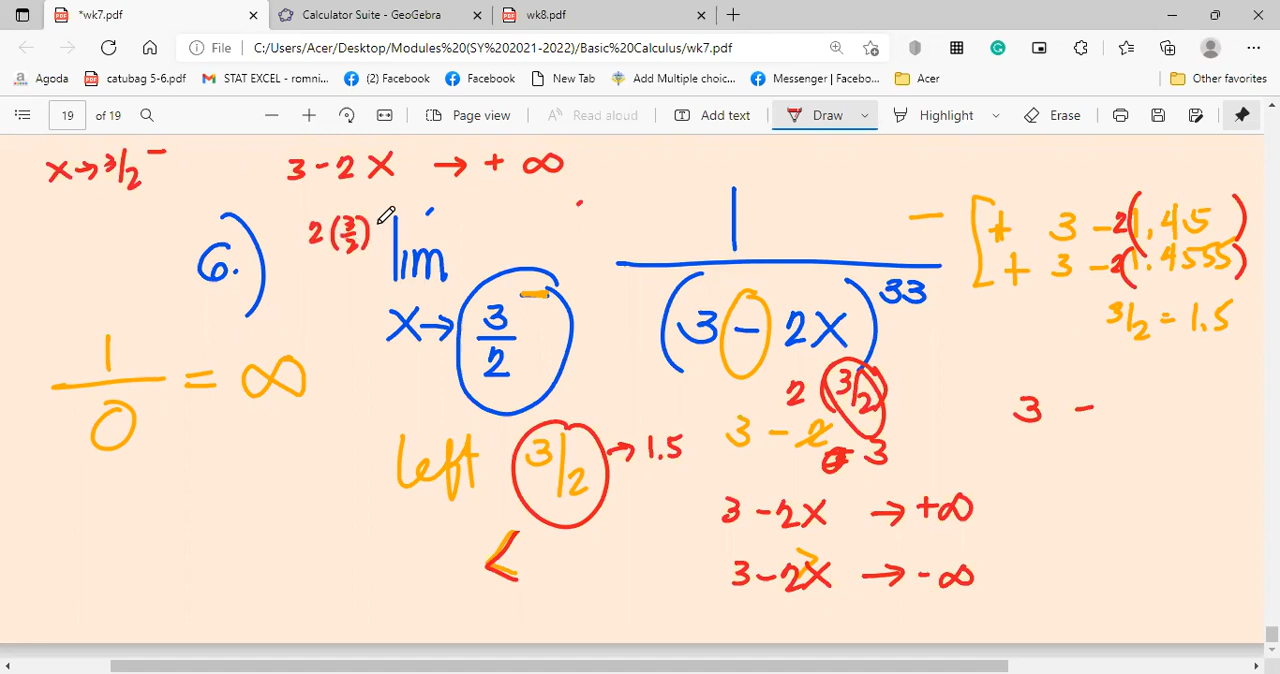 *wk7.pdf
Calculator Suite - GeoGebra
wk8.pdf
File C:/Users/Acer/Desktop/Modules%20(SY%202021-2022)/Basic%20Calculus/wk7.pdf
Agoda
catubag 5-6.pdf
STAT EXCEL - romni...
(2) Facebook
Facebook
New Tab
Add Multiple choic...
Messenger | Faceboo...
Acer
Other favorites
19 of 19
Page view
Read aloud
Add text
Draw
Highlight
Erase
x→3/2⁻
3-2X → + ∞
6.)
2(3/2)
lim
X→ 3/2⁻
1
(3-2X)³³
- [+ 3 -2(1.45)
+ 3 -2(1.4555)
3/2 = 1.5
1/0 = ∞
left 3/2 → 1.5
<
2 (3/2)
3 - 2
3
3 -
3-2X → +∞
3-2X → -∞